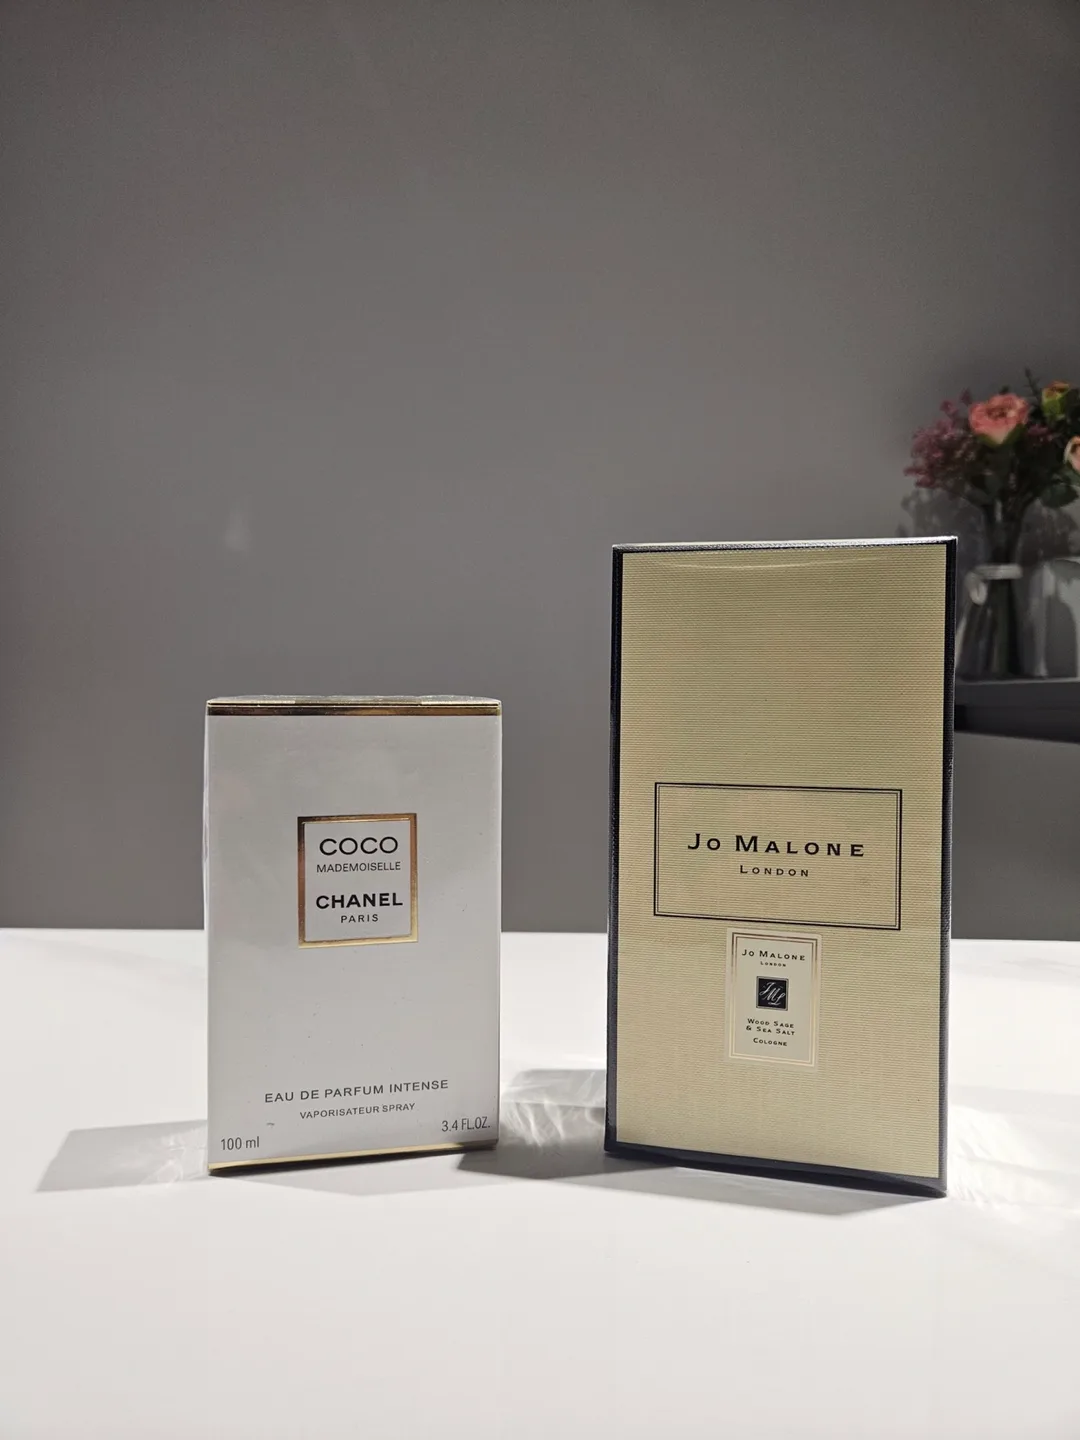 COCO
MADEMOISELLE
CHANEL
PARIS
EAU DE PARFUM INTENSE
VAPORISATEUR SPRAY
100 ml
3.4 FL.OZ.
JO MALONE
LONDON
JO MALONE
LONDON
JML
WOOD SAGE
& SEA SALT
COLOGNE